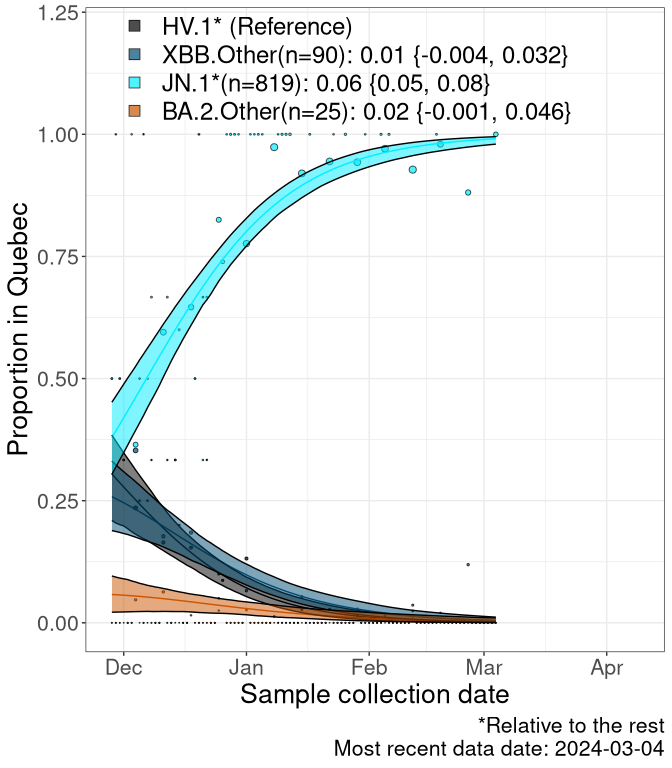 HV.1* (Reference)
XBB.Other(n=90): 0.01 {-0.004, 0.032}
JN.1*(n=819): 0.06 {0.05, 0.08}
BA.2.Other(n=25): 0.02 {-0.001, 0.046}
1.25
1.00
0.75
0.50
0.25
0.00
Proportion in Quebec
Dec Jan Feb Mar Apr
Sample collection date
*Relative to the rest
Most recent data date: 2024-03-04